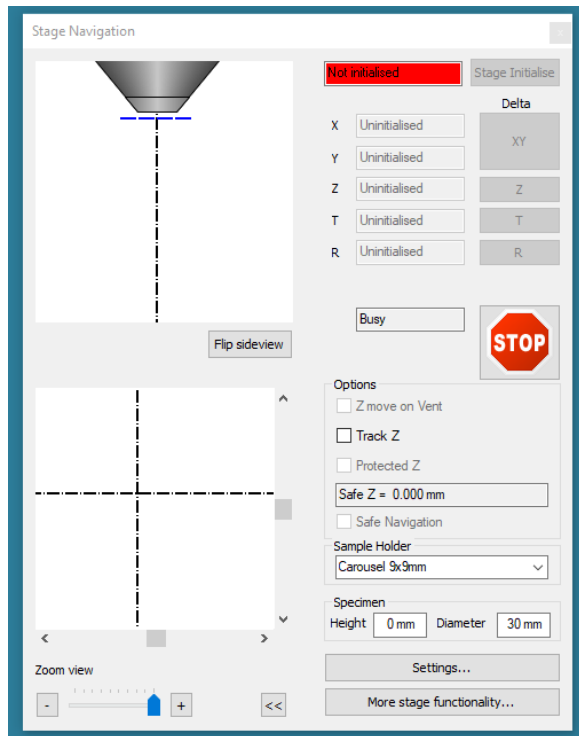 Stage Navigation
Not initialised
Stage Initialise
Delta
X Uninitialised
XY
Y Uninitialised
Z Uninitialised Z
T Uninitialised T
R Uninitialised R
Busy
STOP
Flip sideview
Options
Z move on Vent
Track Z
Protected Z
Safe Z = 0.000 mm
Safe Navigation
Sample Holder
Carousel 9x9mm
Specimen
Height 0 mm Diameter 30 mm
Zoom view
- + <<
Settings...
More stage functionality...